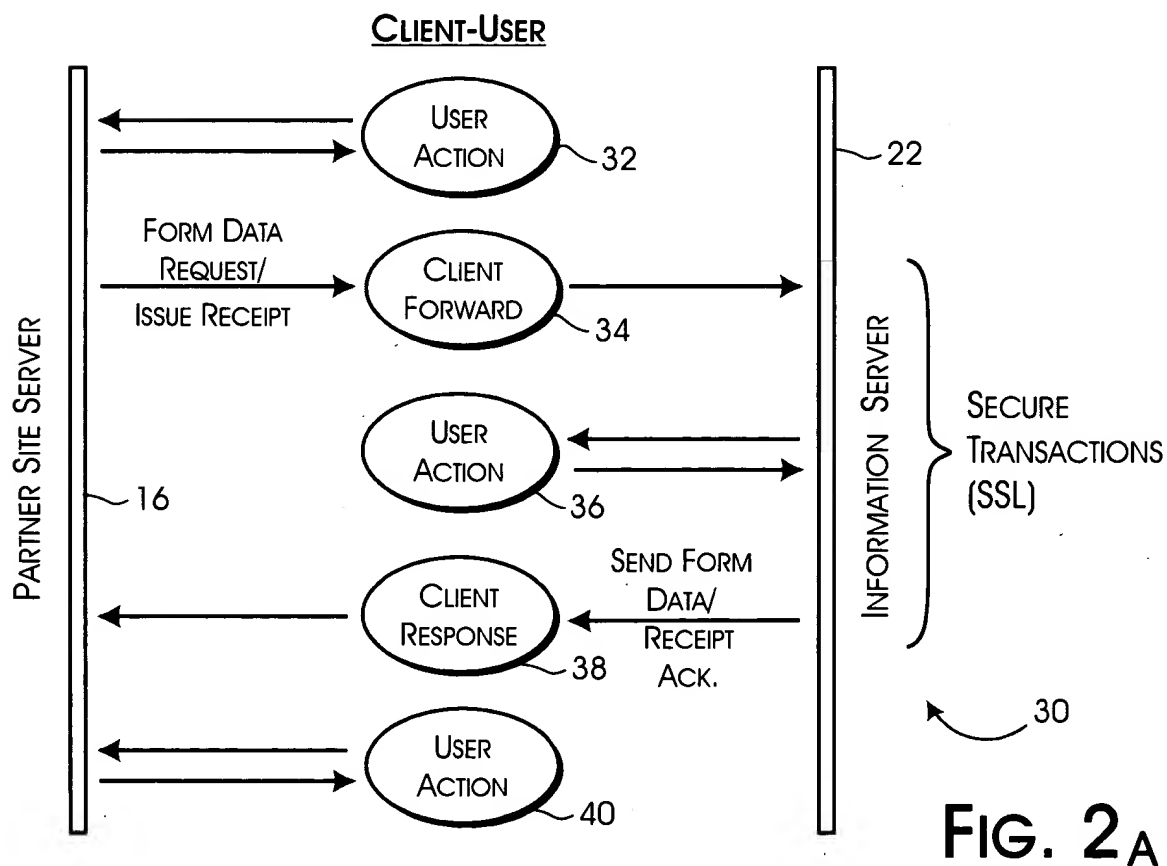 CLIENT-USER
USER
ACTION
32
22
FORM DATA
REQUEST/
ISSUE RECEIPT
CLIENT
FORWARD
34
PARTNER SITE SERVER
16
USER
ACTION
36
INFORMATION SERVER
SECURE
TRANSACTIONS
(SSL)
CLIENT
RESPONSE
38
SEND FORM
DATA/
RECEIPT
ACK.
30
USER
ACTION
40
FIG. 2A